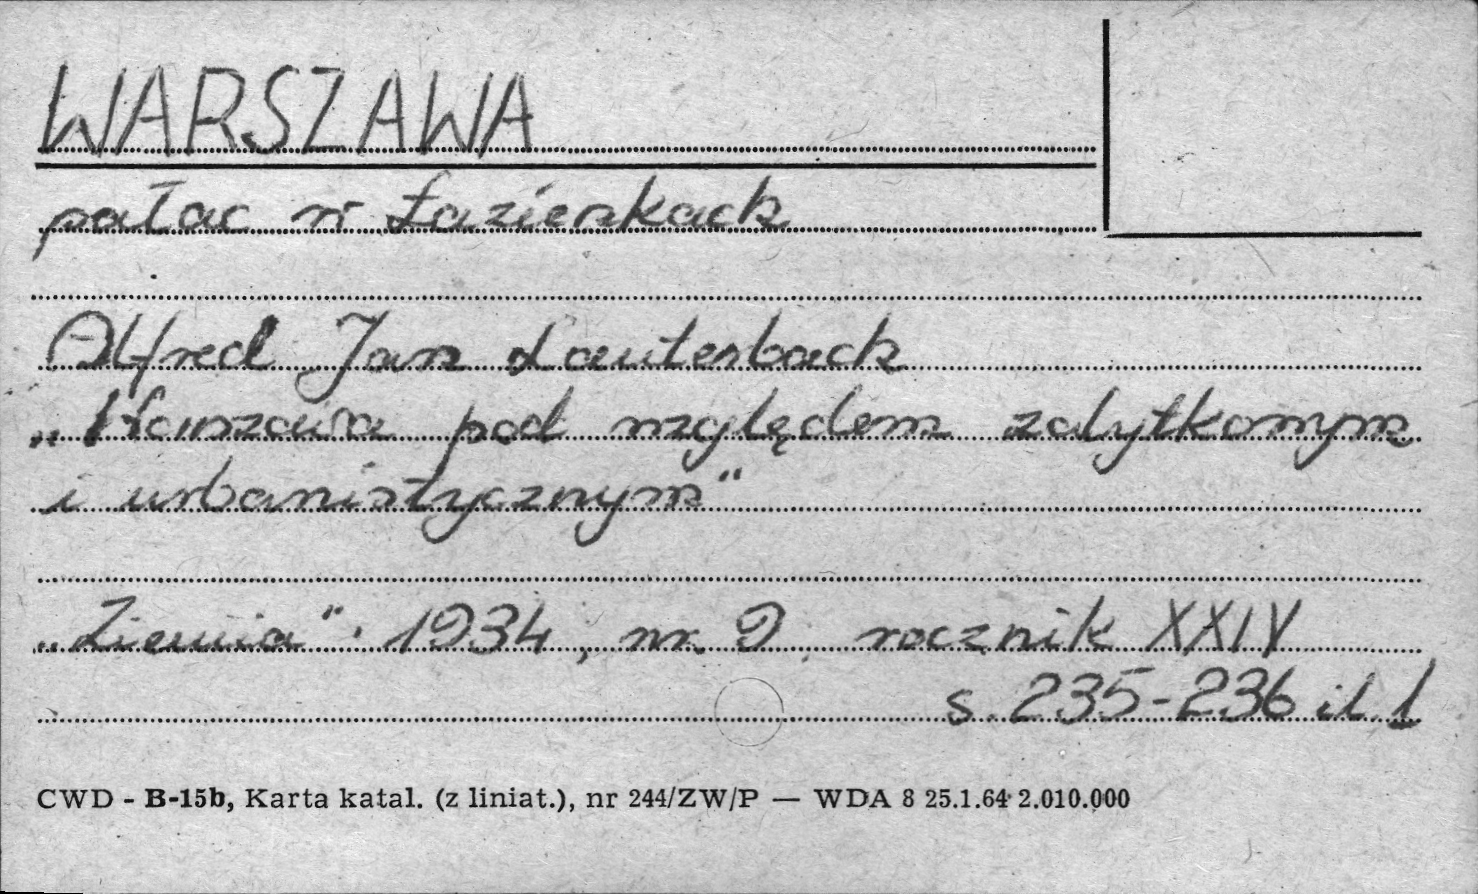 WARSZAWA
pałac w Łazienkach
Alfred Jan Lauterbach
„Warszawa pod względem zabytkowym
i urbanistycznym"
„Ziemia". 1934, nr. 9. rocznik XXIV
s. 235-236 il. 1
CWD - B-15b, Karta katal. (z liniat.), nr 244/ZW/P — WDA 8 25.1.64 2.010.000